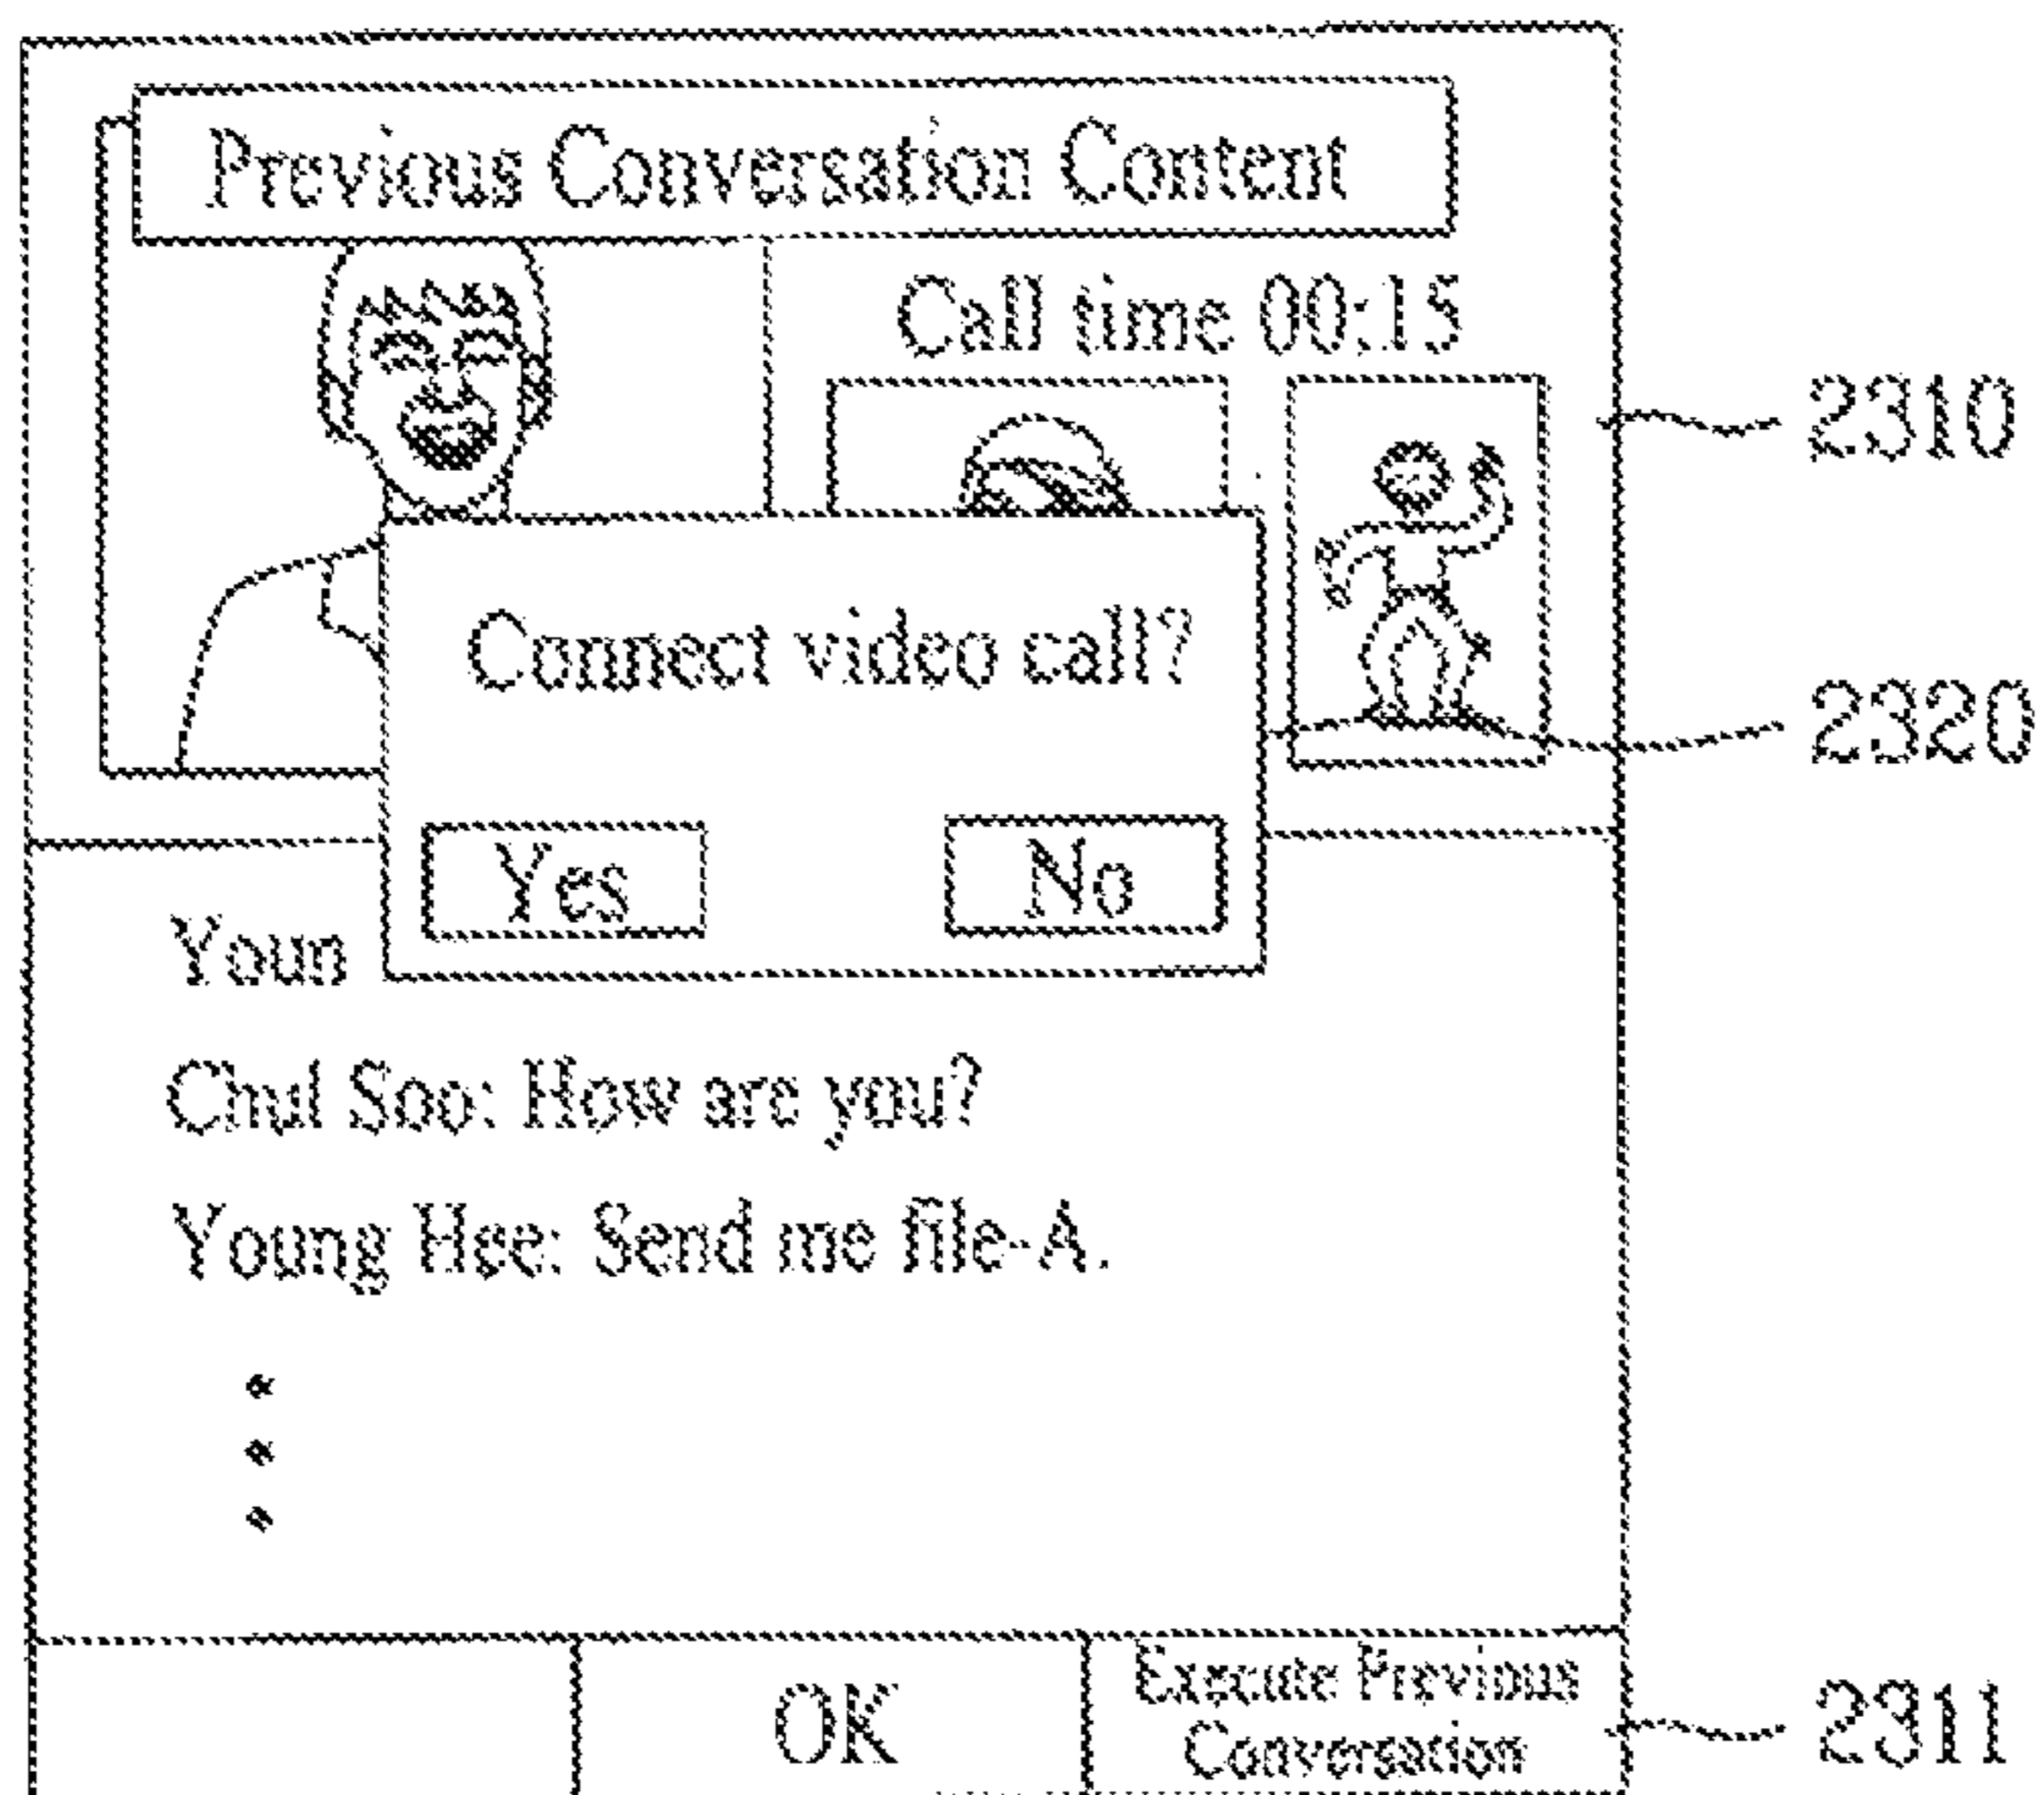 Previous Conversation Content
Call time 00:15
2310
Connect video call?
2320
Yes No
Youn
Chul Soo: How are you?
Young Hee: Send me file-A.
OK
Execute Previous
Conversation
2311